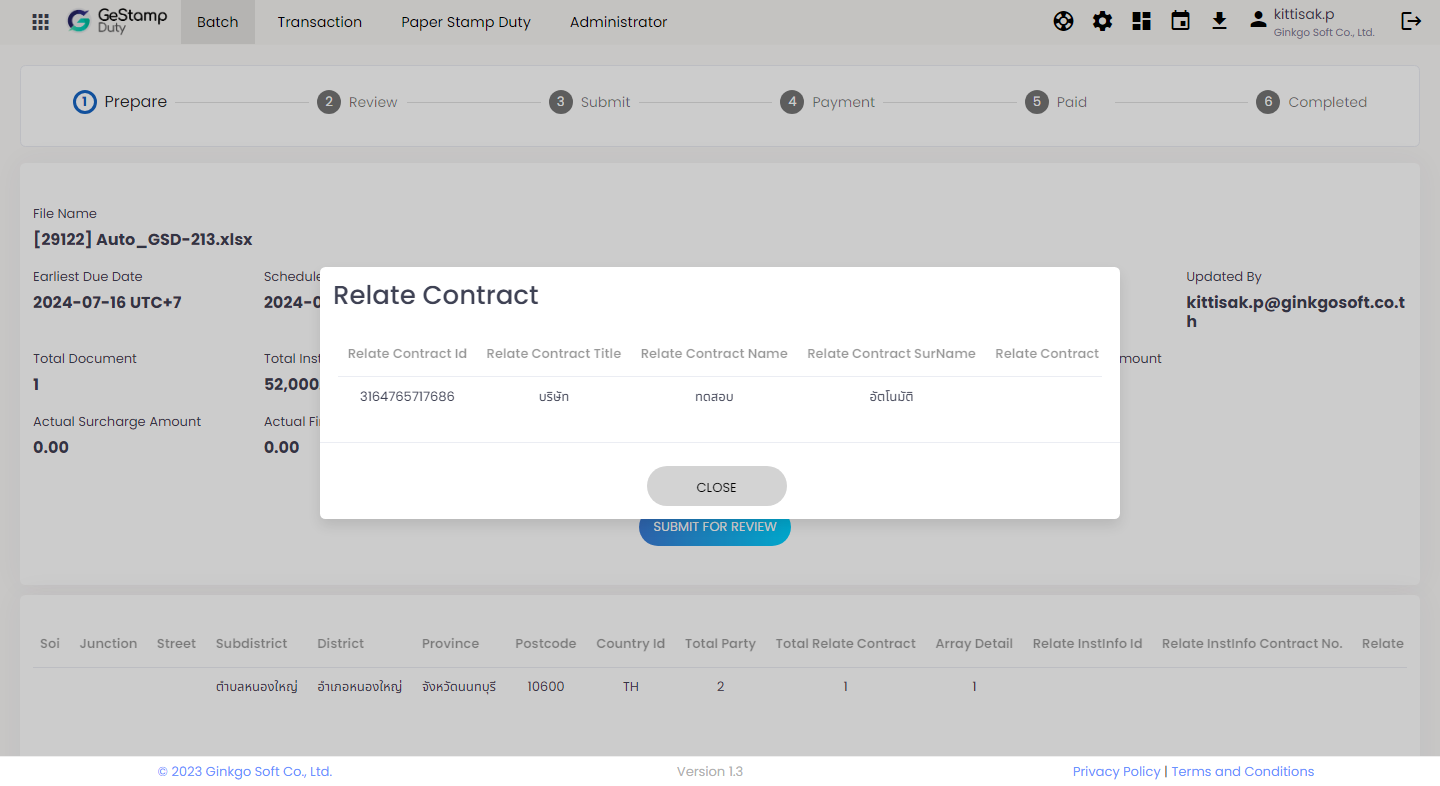 GeStamp
Duty
Batch
Transaction
Paper Stamp Duty
Administrator
kittisak.p
Ginkgo Soft Co., Ltd.
1 Prepare
2 Review
3 Submit
4 Payment
5 Paid
6 Completed
File Name
[29122] Auto_GSD-213.xlsx
Earliest Due Date
2024-07-16 UTC+7
Schedule
2024-0
Updated By
kittisak.p@ginkgosoft.co.t
h
Total Document
1
Total Inst
52,000
mount
Actual Surcharge Amount
0.00
Actual Fi
0.00
Relate Contract
Relate Contract Id Relate Contract Title Relate Contract Name Relate Contract SurName Relate Contract
3164765717686 บริษัท ทดสอบ อัตโนมัติ
CLOSE
SUBMIT FOR REVIEW
Soi Junction Street Subdistrict District Province Postcode Country Id Total Party Total Relate Contract Array Detail Relate InstInfo Id Relate InstInfo Contract No. Relate
ตำบลหนองใหญ่ อำเภอหนองใหญ่ จังหวัดนนทบุรี 10600 TH 2 1 1
© 2023 Ginkgo Soft Co., Ltd.
Version 1.3
Privacy Policy | Terms and Conditions